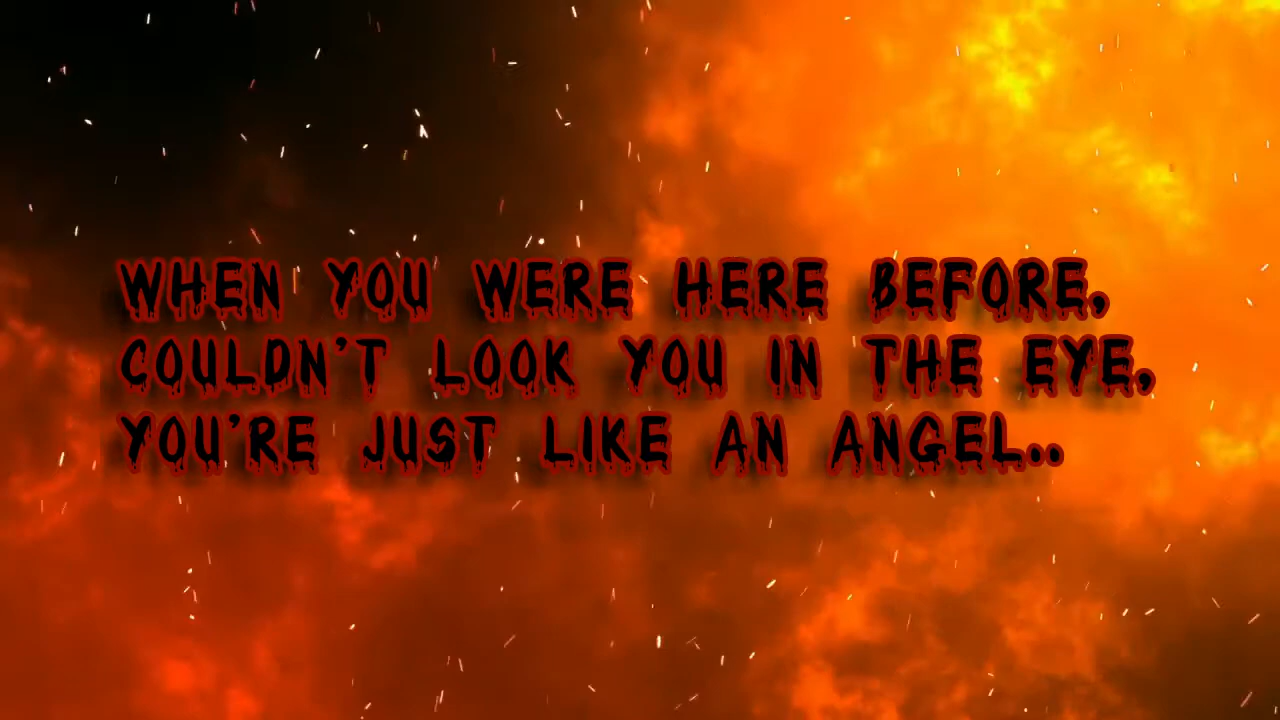 WHEN YOU WERE HERE BEFORE,
COULDN'T LOOK YOU IN THE EYE,
YOU'RE JUST LIKE AN ANGEL..